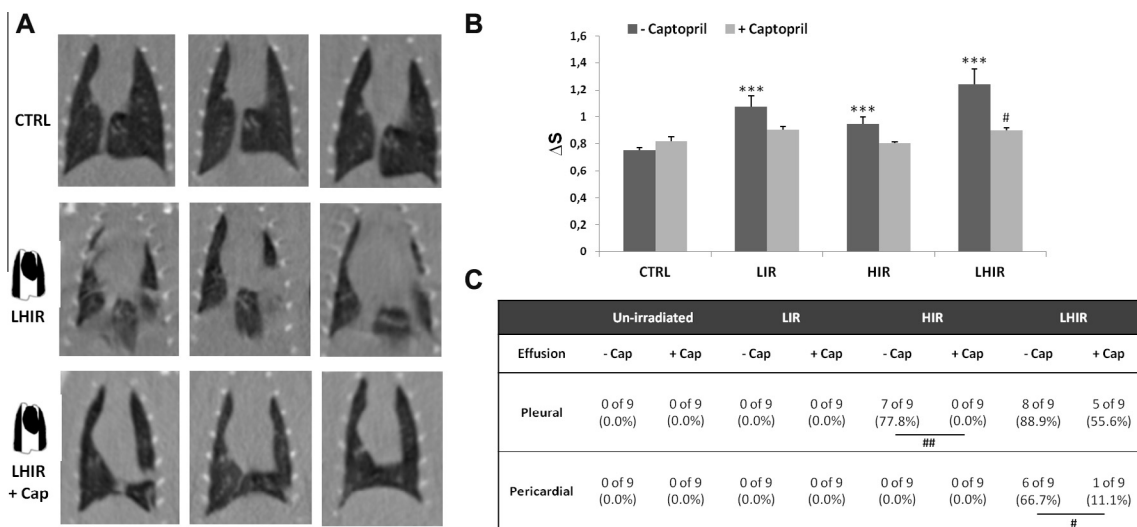 A
CTRL
LHIR
LHIR
+ Cap
B
- Captopril + Captopril
1,6
1,4
1,2
1
0,8
0,6
0,4
0,2
0
ΔS
***
***
***
#
CTRL LIR HIR LHIR
C
Un-irradiated LIR HIR LHIR
Effusion - Cap + Cap - Cap + Cap - Cap + Cap - Cap + Cap
Pleural
0 of 9 0 of 9 0 of 9 0 of 9 7 of 9 0 of 9 8 of 9 5 of 9
(0.0%) (0.0%) (0.0%) (0.0%) (77.8%) (0.0%) (88.9%) (55.6%)
##
Pericardial
0 of 9 0 of 9 0 of 9 0 of 9 0 of 9 0 of 9 6 of 9 1 of 9
(0.0%) (0.0%) (0.0%) (0.0%) (0.0%) (0.0%) (66.7%) (11.1%)
#